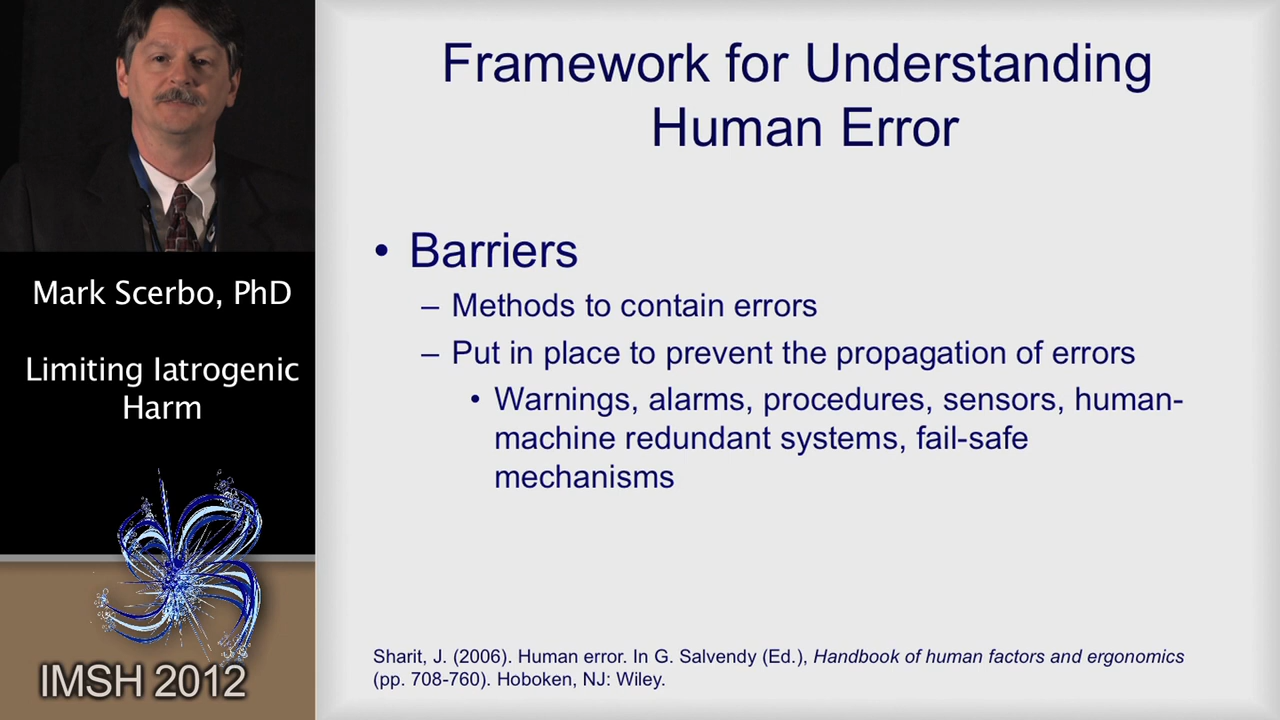 Framework for Understanding
Human Error
• Barriers
– Methods to contain errors
– Put in place to prevent the propagation of errors
• Warnings, alarms, procedures, sensors, human-
machine redundant systems, fail-safe
mechanisms
Sharit, J. (2006). Human error. In G. Salvendy (Ed.), Handbook of human factors and ergonomics
(pp. 708-760). Hoboken, NJ: Wiley.
Mark Scerbo, PhD
Limiting Iatrogenic
Harm
IMSH 2012